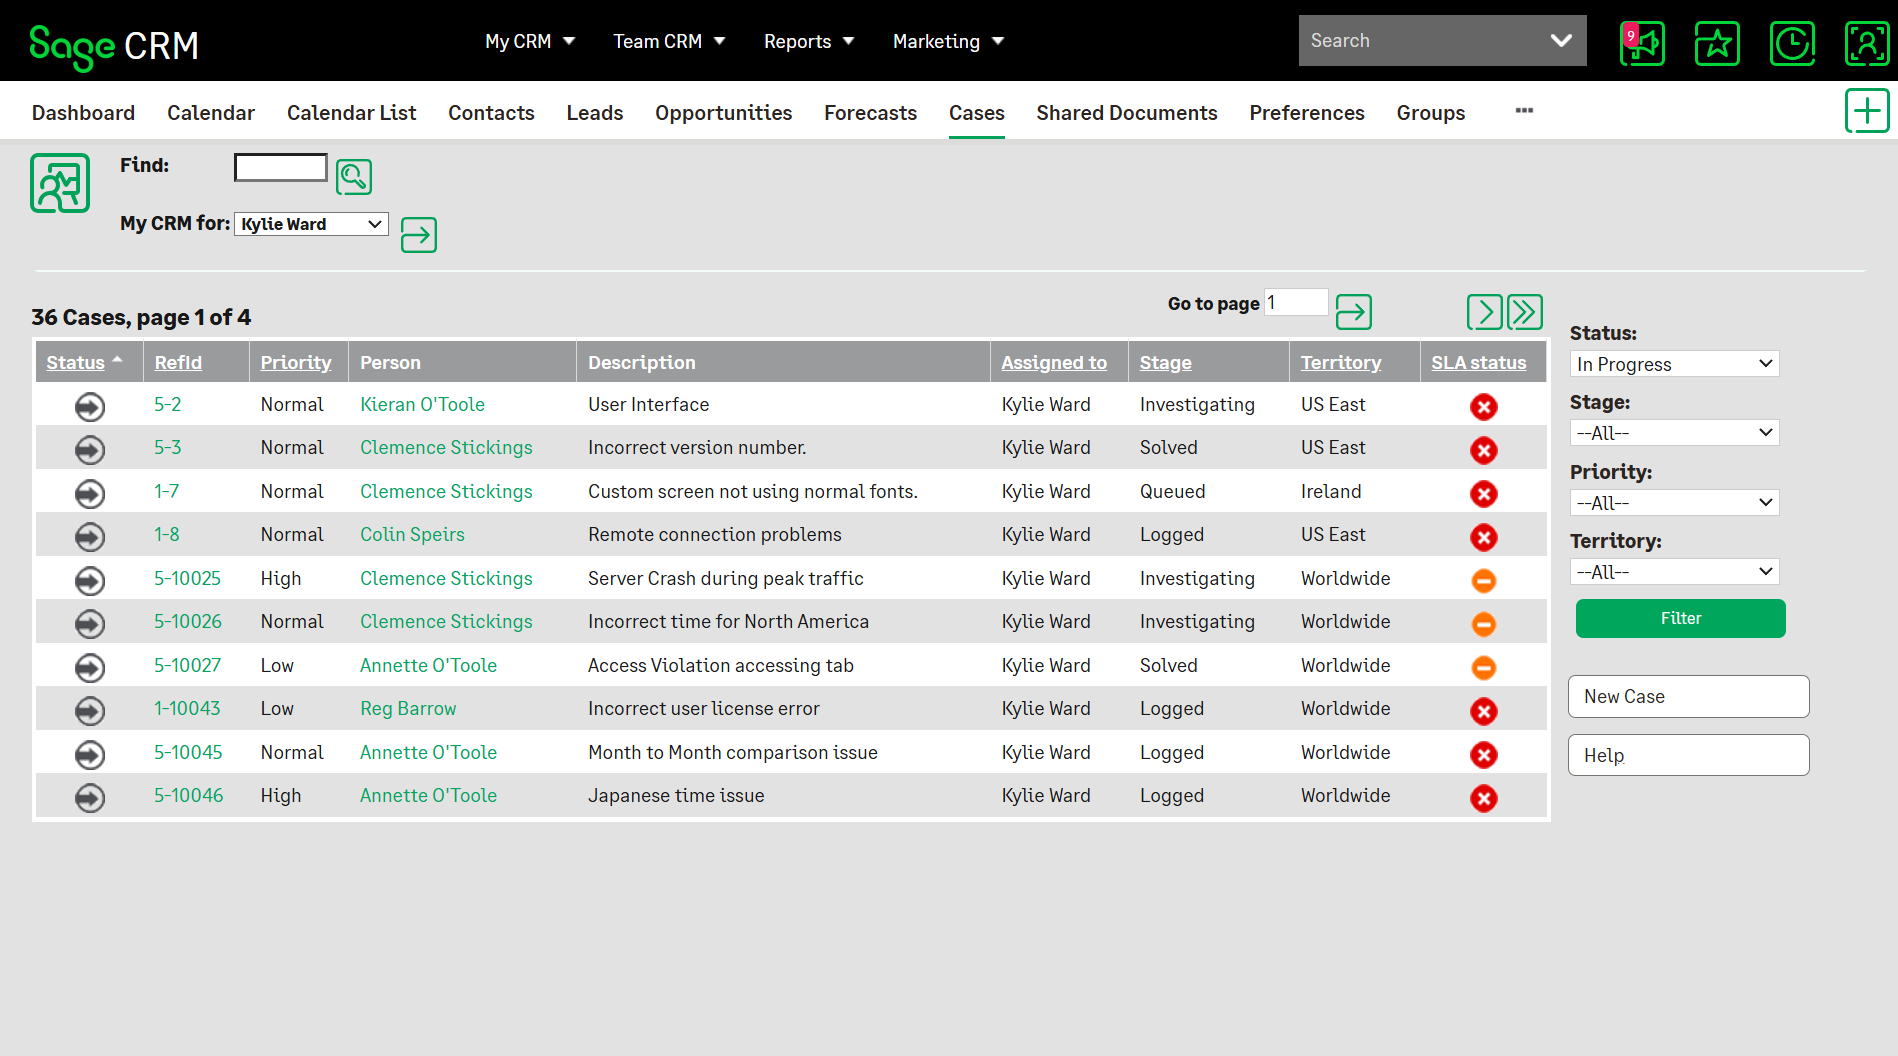 Sage CRM
My CRM
Team CRM
Reports
Marketing
Search
9
Dashboard
Calendar
Calendar List
Contacts
Leads
Opportunities
Forecasts
Cases
Shared Documents
Preferences
Groups
Find:
My CRM for: Kylie Ward
36 Cases, page 1 of 4
Go to page 1
Status RefId Priority Person Description Assigned to Stage Territory SLA status
5-2 Normal Kieran O'Toole User Interface Kylie Ward Investigating US East
5-3 Normal Clemence Stickings Incorrect version number. Kylie Ward Solved US East
1-7 Normal Clemence Stickings Custom screen not using normal fonts. Kylie Ward Queued Ireland
1-8 Normal Colin Speirs Remote connection problems Kylie Ward Logged US East
5-10025 High Clemence Stickings Server Crash during peak traffic Kylie Ward Investigating Worldwide
5-10026 Normal Clemence Stickings Incorrect time for North America Kylie Ward Investigating Worldwide
5-10027 Low Annette O'Toole Access Violation accessing tab Kylie Ward Solved Worldwide
1-10043 Low Reg Barrow Incorrect user license error Kylie Ward Logged Worldwide
5-10045 Normal Annette O'Toole Month to Month comparison issue Kylie Ward Logged Worldwide
5-10046 High Annette O'Toole Japanese time issue Kylie Ward Logged Worldwide
Status:
In Progress
Stage:
--All--
Priority:
--All--
Territory:
--All--
Filter
New Case
Help